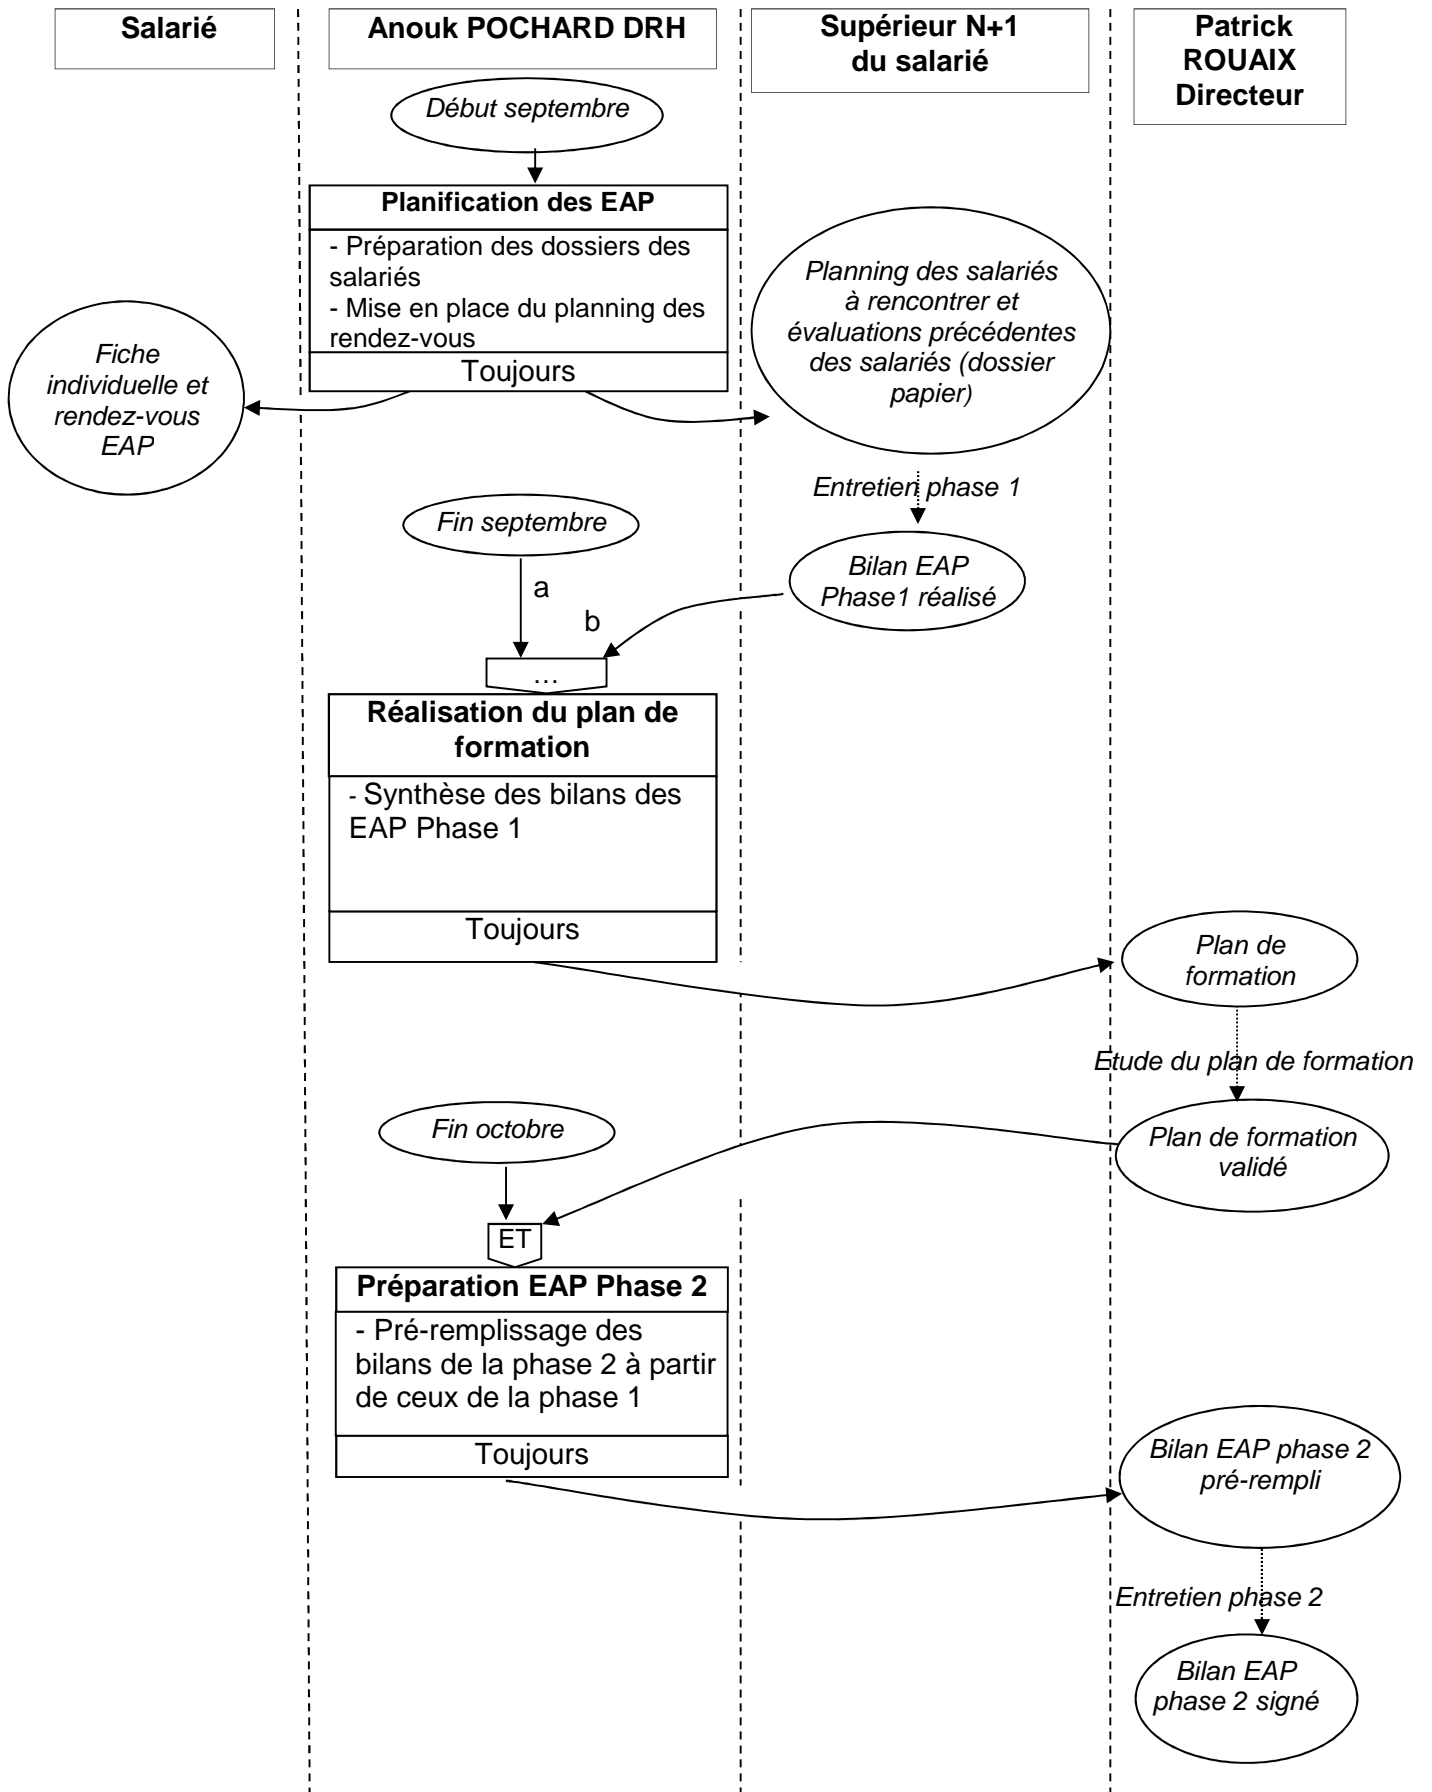 Salarié
Anouk POCHARD DRH
Supérieur N+1
du salarié
Patrick
ROUAIX
Directeur
Début septembre
Planification des EAP
- Préparation des dossiers des
salariés
- Mise en place du planning des
rendez-vous
Toujours
Planning des salariés
à rencontrer et
évaluations précédentes
des salariés (dossier
papier)
Fiche
individuelle et
rendez-vous
EAP
Entretien phase 1
Fin septembre
Bilan EAP
Phase1 réalisé
a
b
...
Réalisation du plan de
formation
- Synthèse des bilans des
EAP Phase 1
Toujours
Plan de
formation
Etude du plan de formation
Fin octobre
Plan de formation
validé
ET
Préparation EAP Phase 2
- Pré-remplissage des
bilans de la phase 2 à partir
de ceux de la phase 1
Toujours
Bilan EAP phase 2
pré-rempli
Entretien phase 2
Bilan EAP
phase 2 signé